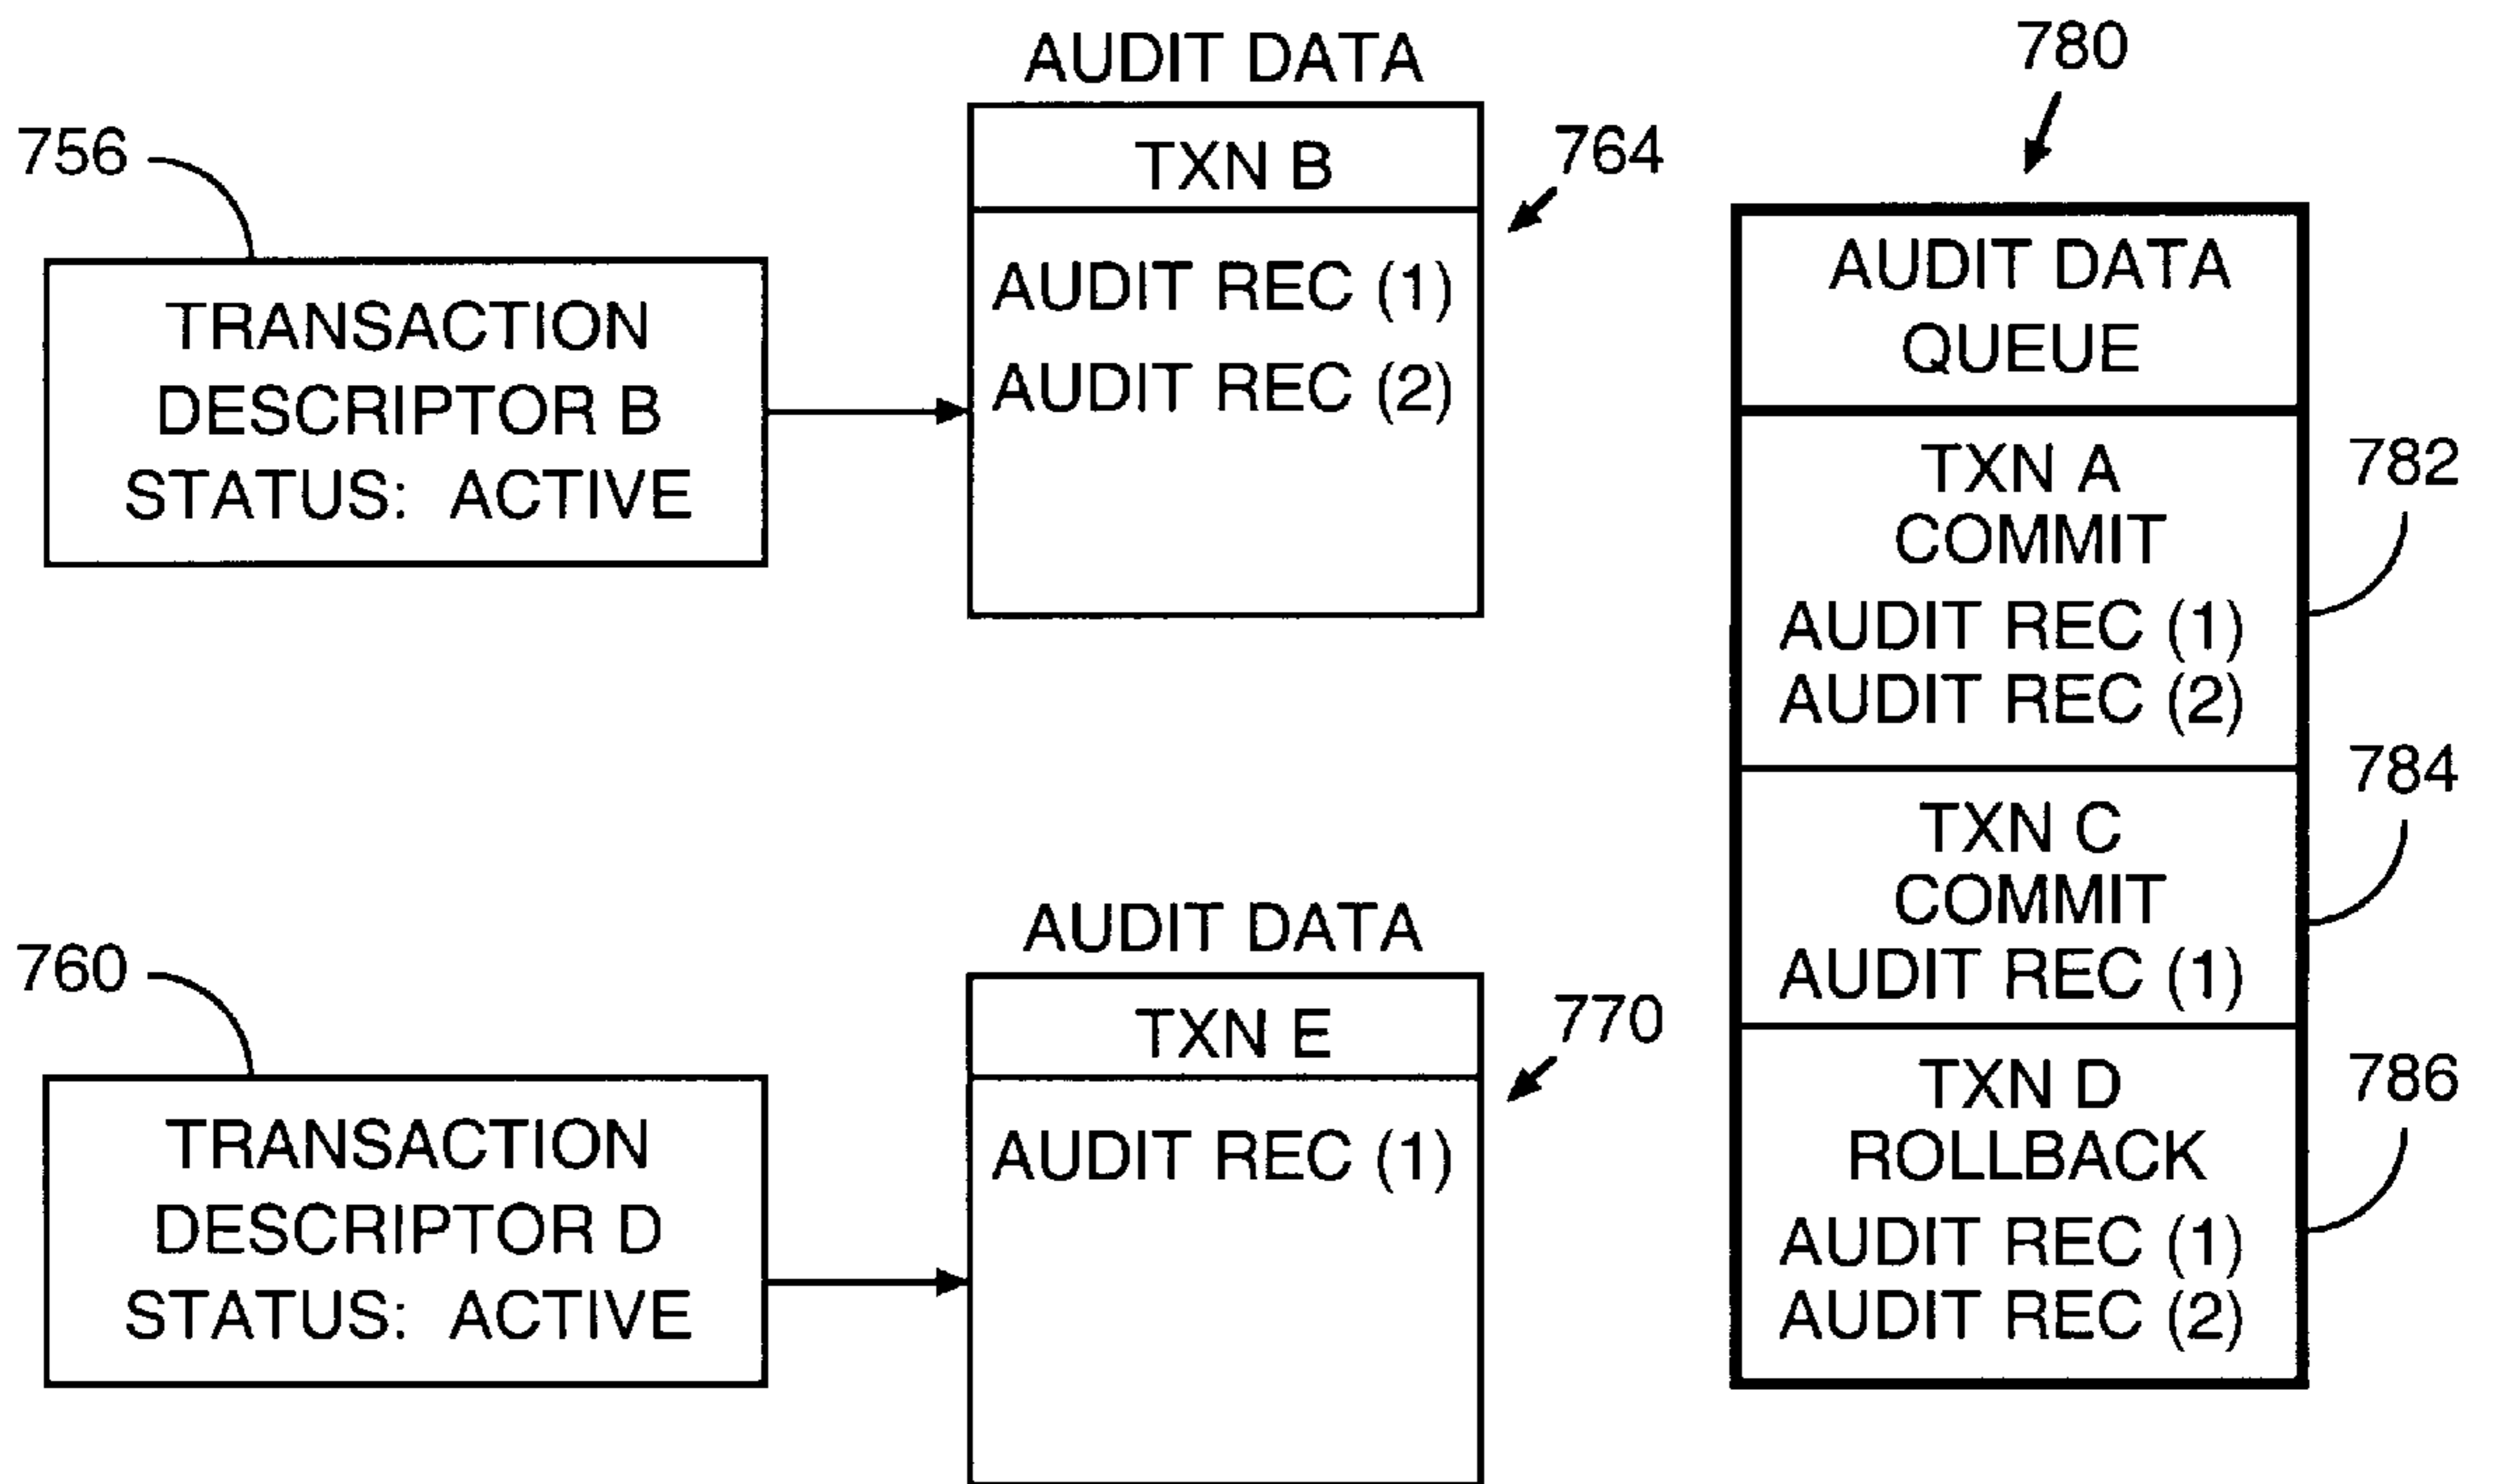 756
TRANSACTION
DESCRIPTOR B
STATUS: ACTIVE
AUDIT DATA
TXN B
AUDIT REC (1)
AUDIT REC (2)
764
760
TRANSACTION
DESCRIPTOR D
STATUS: ACTIVE
AUDIT DATA
TXN E
AUDIT REC (1)
770
780
AUDIT DATA
QUEUE
TXN A
COMMIT
AUDIT REC (1)
AUDIT REC (2)
782
TXN C
COMMIT
AUDIT REC (1)
784
TXN D
ROLLBACK
AUDIT REC (1)
AUDIT REC (2)
786